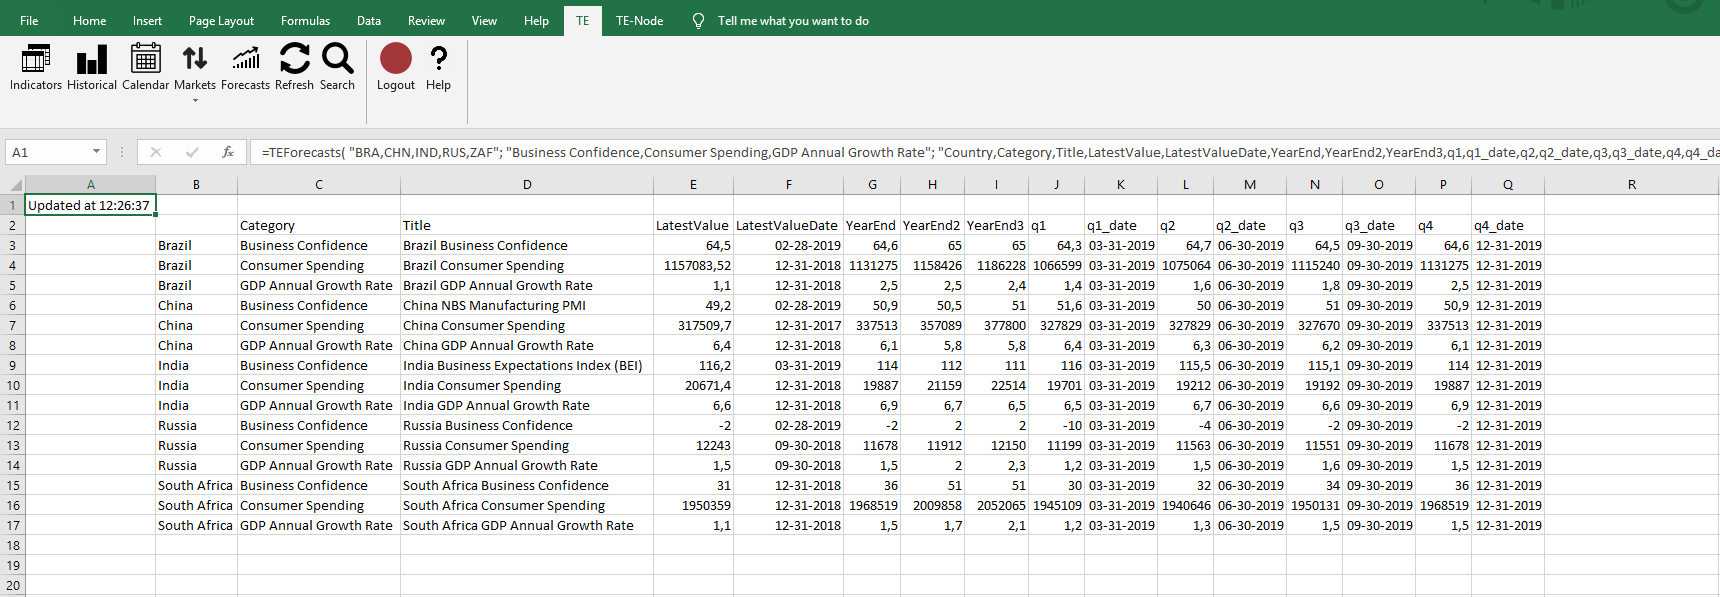 File Home Insert Page Layout Formulas Data Review View Help TE TE-Node Tell me what you want to do
Indicators Historical Calendar Markets Forecasts Refresh Search Logout Help
A1 fx =TEForecasts( "BRA,CHN,IND,RUS,ZAF"; "Business Confidence,Consumer Spending,GDP Annual Growth Rate"; "Country,Category,Title,LatestValue,LatestValueDate,YearEnd,YearEnd2,YearEnd3,q1,q1_date,q2,q2_date,q3,q3_date,q4,q4_da
A B C D E F G H I J K L M N O P Q R
1 Updated at 12:26:37
2 Category Title LatestValue LatestValueDate YearEnd YearEnd2 YearEnd3 q1 q1_date q2 q2_date q3 q3_date q4 q4_date
3 Brazil Business Confidence Brazil Business Confidence 64,5 02-28-2019 64,6 65 65 64,3 03-31-2019 64,7 06-30-2019 64,5 09-30-2019 64,6 12-31-2019
4 Brazil Consumer Spending Brazil Consumer Spending 1157083,52 12-31-2018 1131275 1158426 1186228 1066599 03-31-2019 1075064 06-30-2019 1115240 09-30-2019 1131275 12-31-2019
5 Brazil GDP Annual Growth Rate Brazil GDP Annual Growth Rate 1,1 12-31-2018 2,5 2,5 2,4 1,4 03-31-2019 1,6 06-30-2019 1,8 09-30-2019 2,5 12-31-2019
6 China Business Confidence China NBS Manufacturing PMI 49,2 02-28-2019 50,9 50,5 51 51,6 03-31-2019 50 06-30-2019 51 09-30-2019 50,9 12-31-2019
7 China Consumer Spending China Consumer Spending 317509,7 12-31-2017 337513 357089 377800 327829 03-31-2019 327829 06-30-2019 327670 09-30-2019 337513 12-31-2019
8 China GDP Annual Growth Rate China GDP Annual Growth Rate 6,4 12-31-2018 6,1 5,8 5,8 6,4 03-31-2019 6,3 06-30-2019 6,2 09-30-2019 6,1 12-31-2019
9 India Business Confidence India Business Expectations Index (BEI) 116,2 03-31-2019 114 112 111 116 03-31-2019 115,5 06-30-2019 115,1 09-30-2019 114 12-31-2019
10 India Consumer Spending India Consumer Spending 20671,4 12-31-2018 19887 21159 22514 19701 03-31-2019 19212 06-30-2019 19192 09-30-2019 19887 12-31-2019
11 India GDP Annual Growth Rate India GDP Annual Growth Rate 6,6 12-31-2018 6,9 6,7 6,5 6,5 03-31-2019 6,7 06-30-2019 6,6 09-30-2019 6,9 12-31-2019
12 Russia Business Confidence Russia Business Confidence -2 02-28-2019 -2 2 2 -10 03-31-2019 -4 06-30-2019 -2 09-30-2019 -2 12-31-2019
13 Russia Consumer Spending Russia Consumer Spending 12243 09-30-2018 11678 11912 12150 11199 03-31-2019 11563 06-30-2019 11551 09-30-2019 11678 12-31-2019
14 Russia GDP Annual Growth Rate Russia GDP Annual Growth Rate 1,5 09-30-2018 1,5 2 2,3 1,2 03-31-2019 1,5 06-30-2019 1,6 09-30-2019 1,5 12-31-2019
15 South Africa Business Confidence South Africa Business Confidence 31 12-31-2018 36 51 51 30 03-31-2019 32 06-30-2019 34 09-30-2019 36 12-31-2019
16 South Africa Consumer Spending South Africa Consumer Spending 1950359 12-31-2018 1968519 2009858 2052065 1945109 03-31-2019 1940646 06-30-2019 1950131 09-30-2019 1968519 12-31-2019
17 South Africa GDP Annual Growth Rate South Africa GDP Annual Growth Rate 1,1 12-31-2018 1,5 1,7 2,1 1,2 03-31-2019 1,3 06-30-2019 1,5 09-30-2019 1,5 12-31-2019
18
19
20